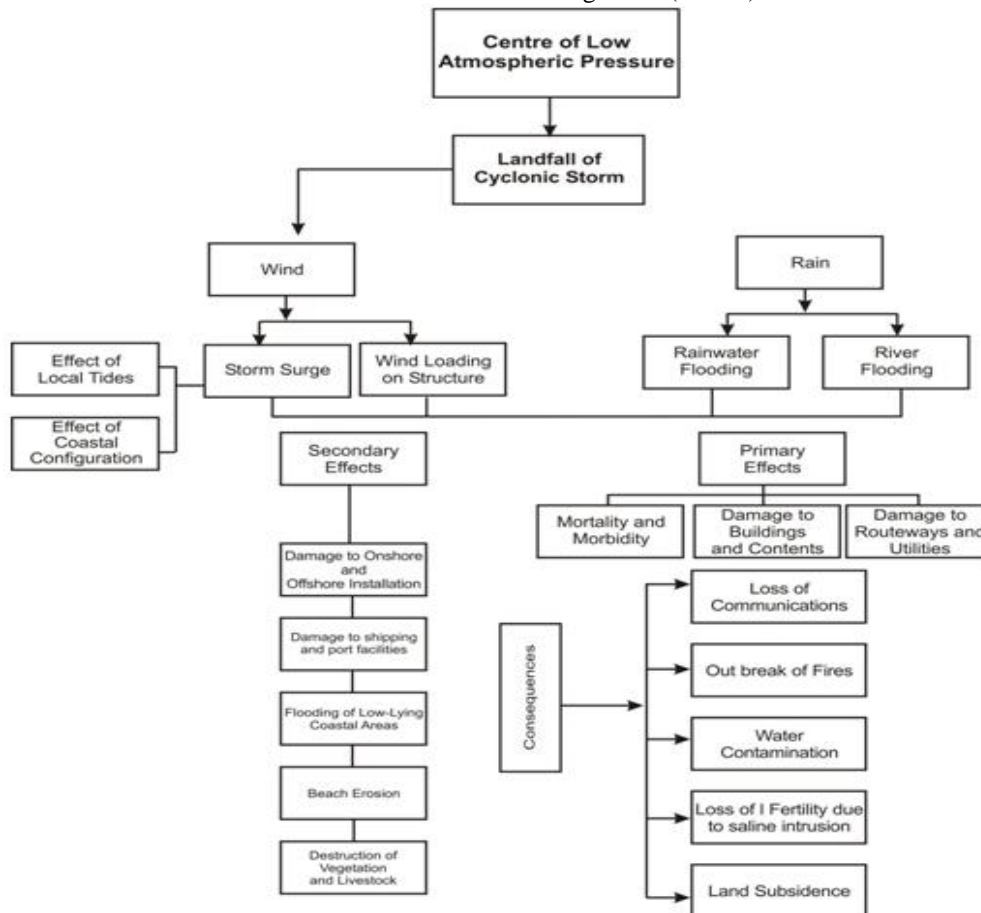 Centre of Low
Atmospheric Pressure
Landfall of
Cyclonic Storm
Wind
Rain
Effect of
Local Tides
Storm Surge
Wind Loading
on Structure
Rainwater
Flooding
River
Flooding
Effect of
Coastal
Configuration
Secondary
Effects
Primary
Effects
Mortality and
Morbidity
Damage to
Buildings
and Contents
Damage to
Routeways and
Utilities
Damage to Onshore
and
Offshore Installation
Damage to shipping
and port facilities
Flooding of Low-Lying
Coastal Areas
Beach Erosion
Destruction of
Vegetation
and Livestock
Consequences
Loss of
Communications
Out break of Fires
Water
Contamination
Loss of l Fertility due
to saline intrusion
Land Subsidence